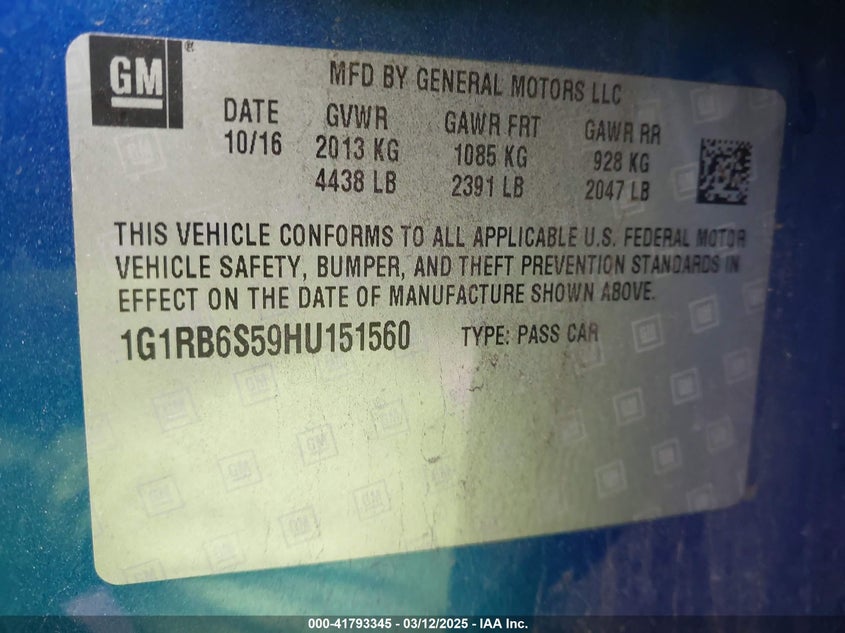 GM®
MFD BY GENERAL MOTORS LLC
DATE GVWR GAWR FRT GAWR RR
10/16 2013 KG 1085 KG 928 KG
4438 LB 2391 LB 2047 LB
THIS VEHICLE CONFORMS TO ALL APPLICABLE U.S. FEDERAL MOTOR
VEHICLE SAFETY, BUMPER, AND THEFT PREVENTION STANDARDS IN
EFFECT ON THE DATE OF MANUFACTURE SHOWN ABOVE.
1G1RB6S59HU151560 TYPE: PASS CAR
000-41793345 - 03/12/2025 - IAA Inc.